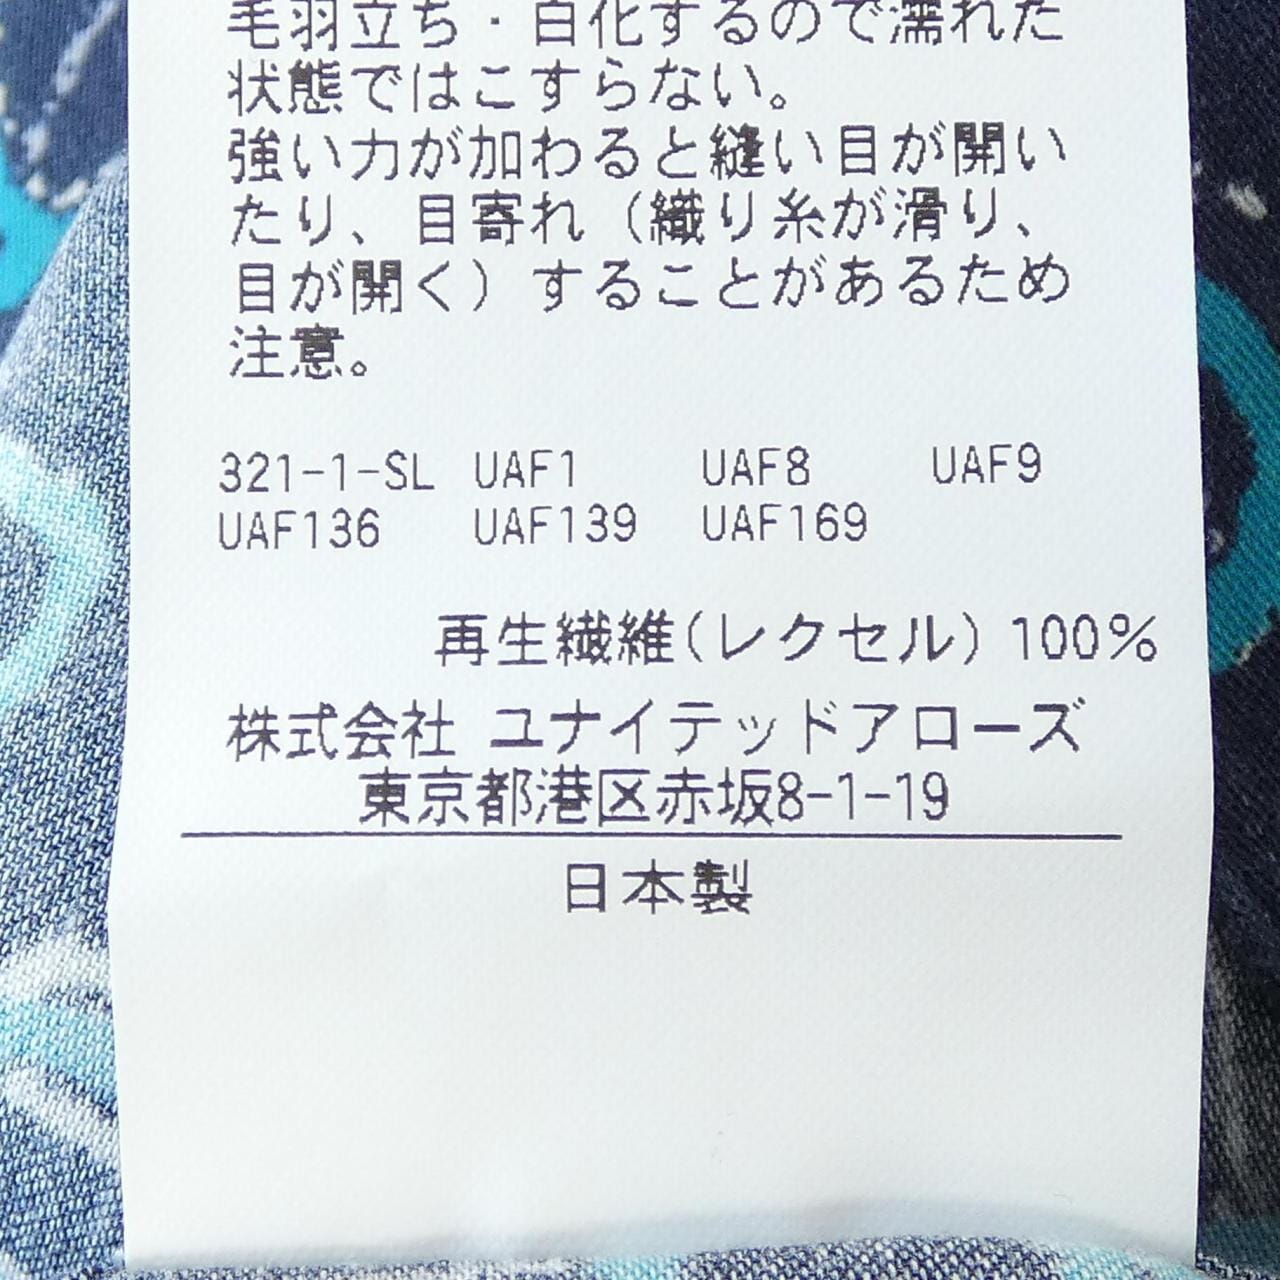 毛羽立ち・白化するので濡れた
状態ではこすらない。
強い力が加わると縫い目が開い
たり、目寄れ（織り糸が滑り、
目が開く）することがあるため
注意。
321-1-SL UAF1 UAF8 UAF9
UAF136 UAF139 UAF169
再生繊維(レクセル) 100%
株式会社 ユナイテッドアローズ
東京都港区赤坂8-1-19
日本製